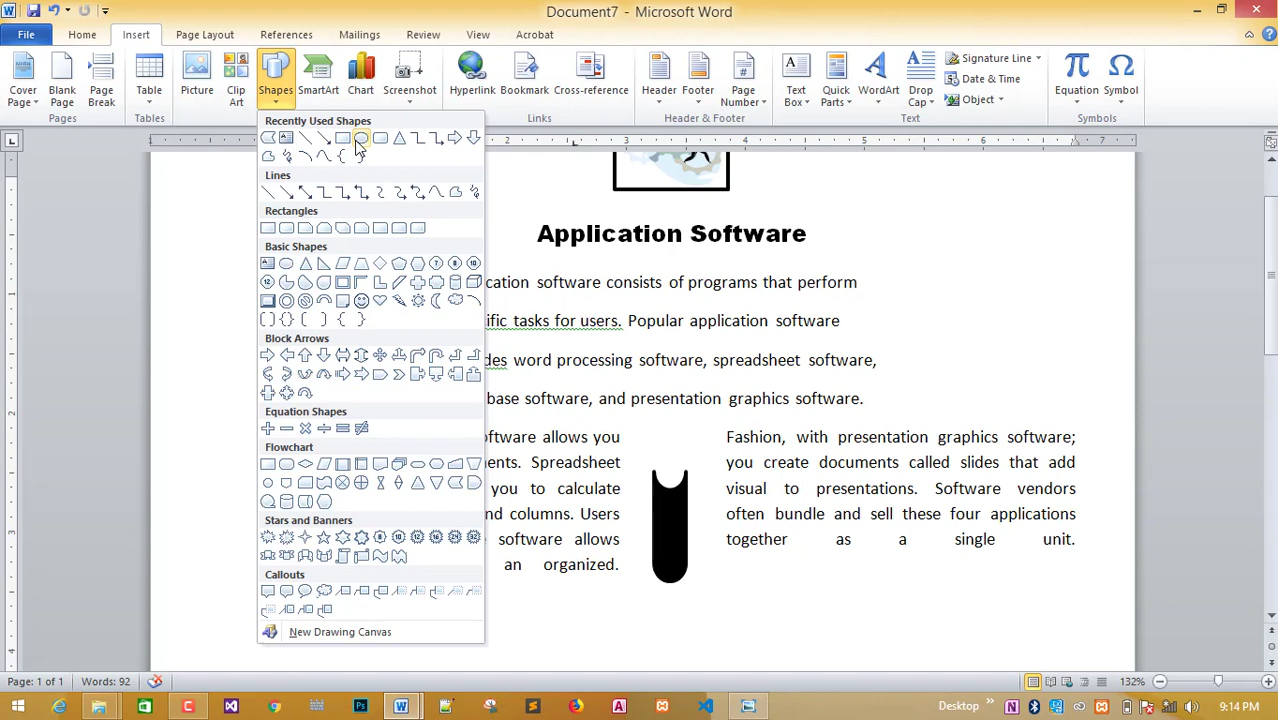 Document7 - Microsoft Word
File Home Insert Page Layout References Mailings Review View Acrobat
Cover Page Blank Page Page Break Table Picture Clip Art Shapes SmartArt Chart Screenshot Hyperlink Bookmark Cross-reference Header Footer Page Number Text Box Quick Parts WordArt Drop Cap Signature Line Date & Time Object Equation Symbol
Pages Tables Links Header & Footer Text Symbols
Recently Used Shapes
Lines
Rectangles
Basic Shapes
Block Arrows
Equation Shapes
Flowchart
Stars and Banners
Callouts
New Drawing Canvas
Application Software
cation software consists of programs that perform
ific tasks for users. Popular application software
des word processing software, spreadsheet software,
base software, and presentation graphics software.
oftware allows you
ents. Spreadsheet
you to calculate
nd columns. Users
software allows
an organized.
Fashion, with presentation graphics software;
you create documents called slides that add
visual to presentations. Software vendors
often bundle and sell these four applications
together as a single unit.
Page: 1 of 1 Words: 92 132%
Desktop 9:14 PM